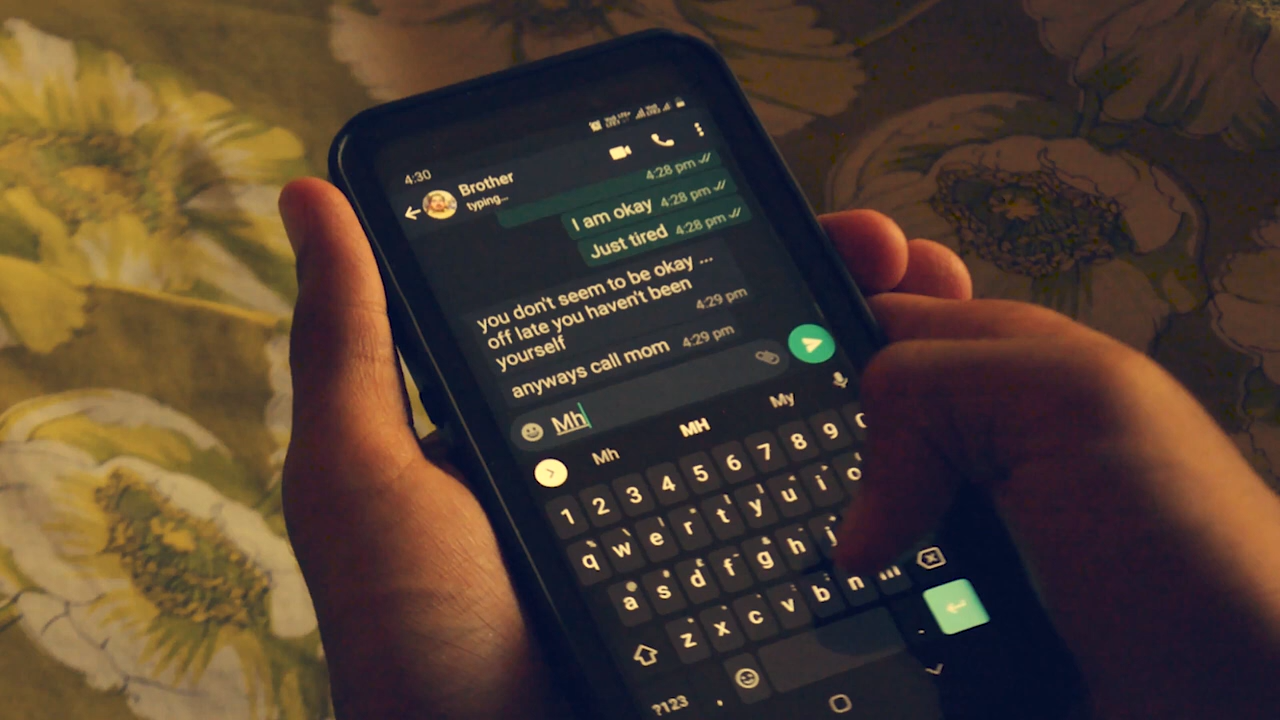 4:30
Brother
typing...
4:28 pm
I am okay 4:28 pm
Just tired 4:28 pm
you don't seem to be okay ...
off late you haven't been
yourself 4:29 pm
anyways call mom 4:29 pm
Mh
Mh MH My
1 2 3 4 5 6 7 8 9
q w e r t y u i o
a s d f g h j
z x c v b n m
?123 , .